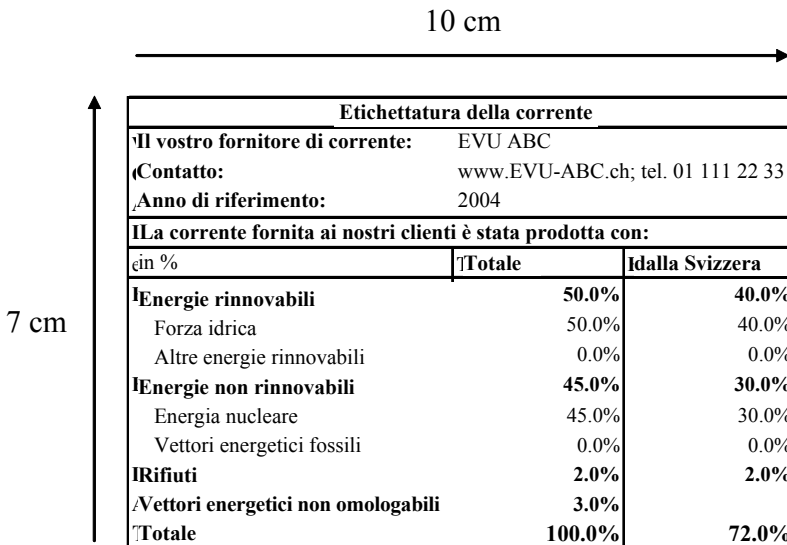 10 cm
7 cm
Etichettatura della corrente
Il vostro fornitore di corrente: EVU ABC
Contatto: www.EVU-ABC.ch; tel. 01 111 22 33
Anno di riferimento: 2004
La corrente fornita ai nostri clienti è stata prodotta con:
in % Totale dalla Svizzera
Energie rinnovabili 50.0% 40.0%
Forza idrica 50.0% 40.0%
Altre energie rinnovabili 0.0% 0.0%
Energie non rinnovabili 45.0% 30.0%
Energia nucleare 45.0% 30.0%
Vettori energetici fossili 0.0% 0.0%
Rifiuti 2.0% 2.0%
Vettori energetici non omologabili 3.0%
Totale 100.0% 72.0%